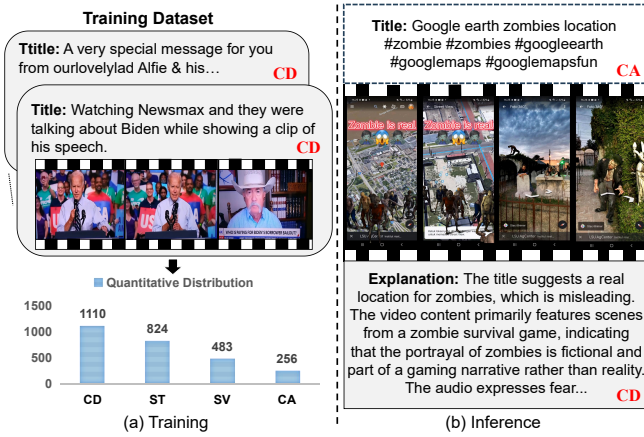 Training Dataset
Ttitle: A very special message for you
from ourlovelylad Alfie & his…
CD
Title: Watching Newsmax and they were
talking about Biden while showing a clip of
his speech.
CD
Quantitative Distribution
1500
1000
500
0
1110
824
483
256
CD
ST
SV
CA
(a) Training
Title: Google earth zombies location
#zombie #zombies #googleearth
#googlemaps #googlemapsfun
CA
Zombie is real
Zombie is real
Explanation: The title suggests a real
location for zombies, which is misleading.
The video content primarily features scenes
from a zombie survival game, indicating
that the portrayal of zombies is fictional and
part of a gaming narrative rather than reality.
The audio expresses fear...
CD
(b) Inference